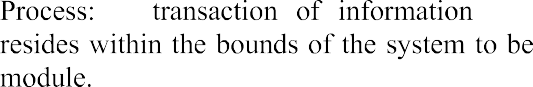 Process: transaction of information
resides within the bounds of the system to be
module.